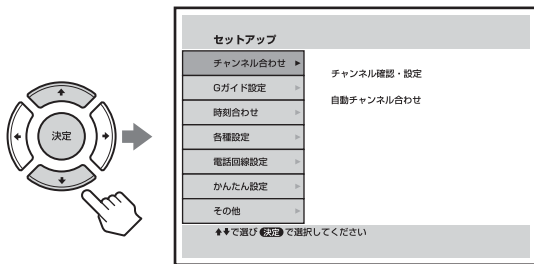 決定
セットアップ
チャンネル合わせ
Gガイド設定
時刻合わせ
各種設定
電話回線設定
かんたん設定
その他
チャンネル確認・設定
自動チャンネル合わせ
で選び 決定 で選択してください